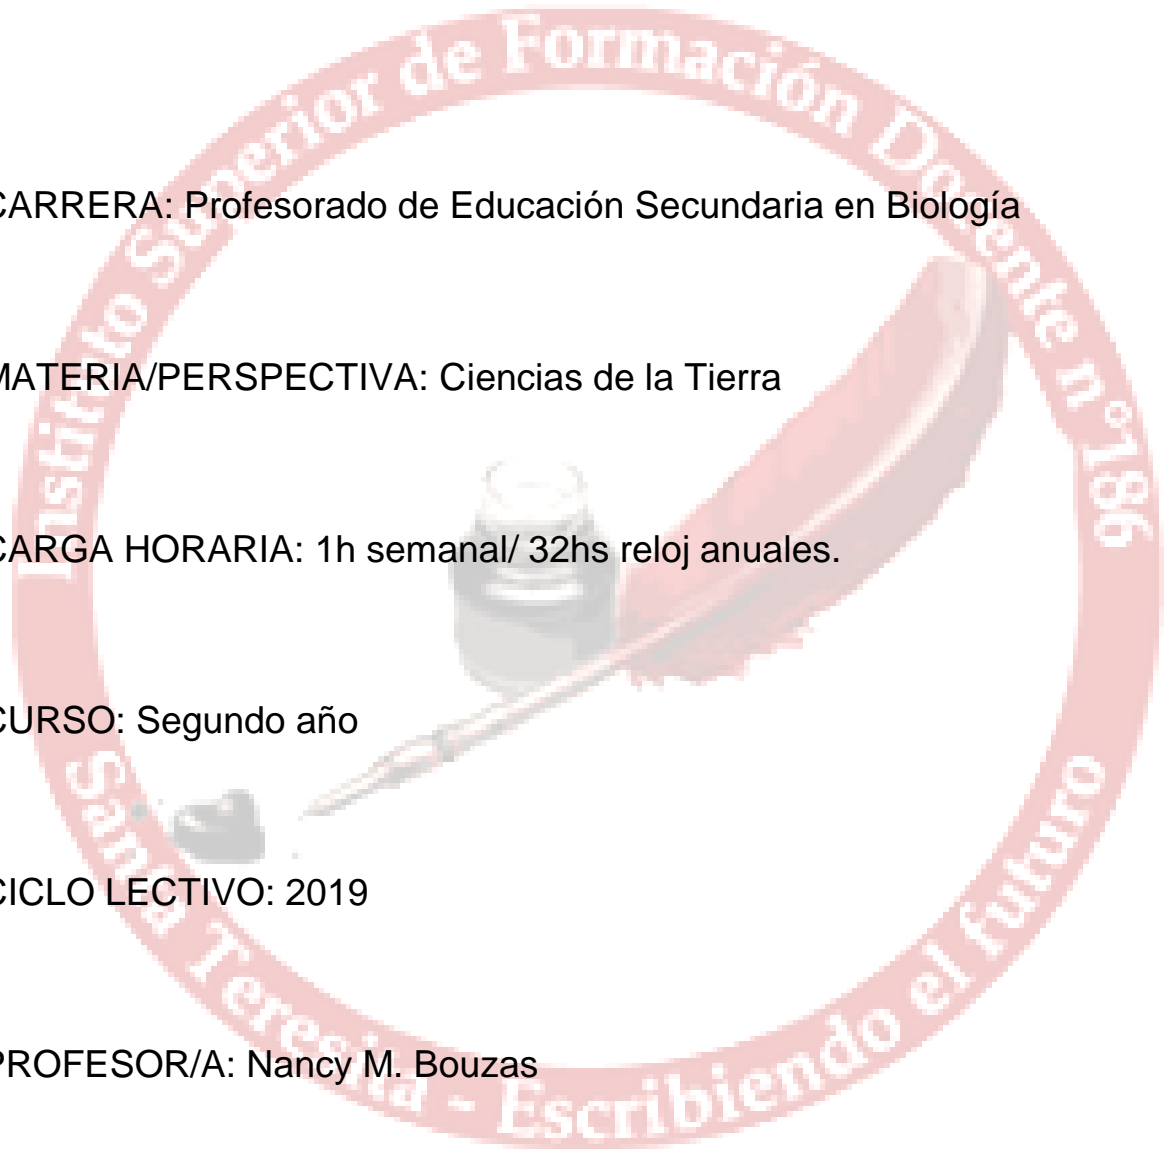 Instituto Superior de Formación Docente n°186
CARRERA: Profesorado de Educación Secundaria en Biología
MATERIA/PERSPECTIVA: Ciencias de la Tierra
CARGA HORARIA: 1h semanal/ 32hs reloj anuales.
CURSO: Segundo año
CICLO LECTIVO: 2019
PROFESOR/A: Nancy M. Bouzas
Santa Teresita - Escribiendo el futuro